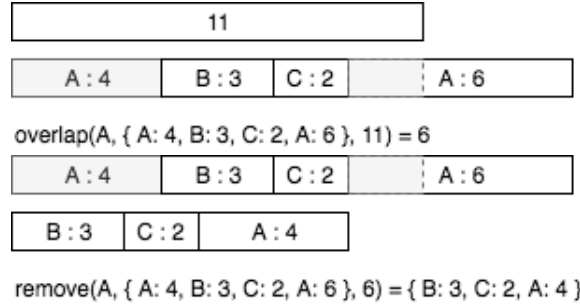 11
A : 4 B : 3 C : 2 A : 6
overlap(A, { A: 4, B: 3, C: 2, A: 6 }, 11) = 6
A : 4 B : 3 C : 2 A : 6
B : 3 C : 2 A : 4
remove(A, { A: 4, B: 3, C: 2, A: 6 }, 6) = { B: 3, C: 2, A: 4 }